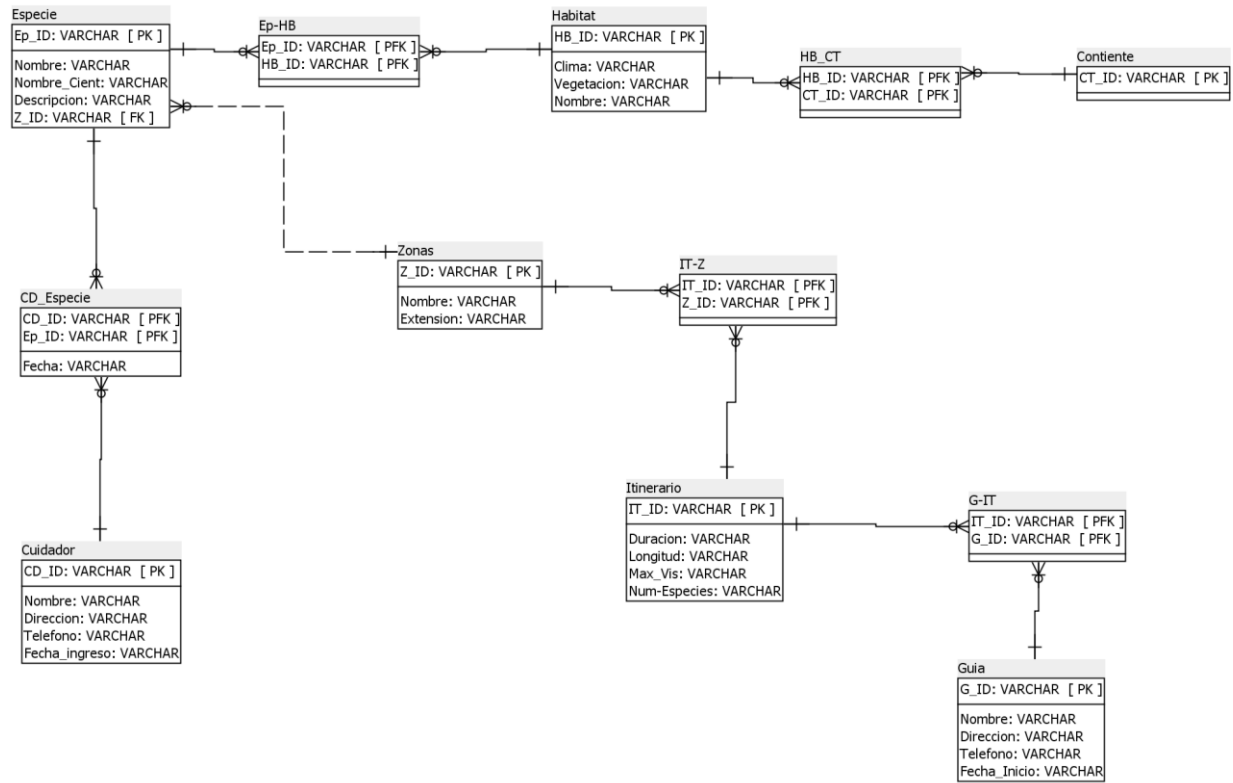 Especie
Ep_ID: VARCHAR [ PK ]
Nombre: VARCHAR
Nombre_Cient: VARCHAR
Descripcion: VARCHAR
Z_ID: VARCHAR [ FK ]
Ep-HB
Ep_ID: VARCHAR [ PFK ]
HB_ID: VARCHAR [ PFK ]
Habitat
HB_ID: VARCHAR [ PK ]
Clima: VARCHAR
Vegetacion: VARCHAR
Nombre: VARCHAR
HB_CT
HB_ID: VARCHAR [ PFK ]
CT_ID: VARCHAR [ PFK ]
Contiente
CT_ID: VARCHAR [ PK ]
Zonas
Z_ID: VARCHAR [ PK ]
Nombre: VARCHAR
Extension: VARCHAR
IT-Z
IT_ID: VARCHAR [ PFK ]
Z_ID: VARCHAR [ PFK ]
CD_Especie
CD_ID: VARCHAR [ PFK ]
Ep_ID: VARCHAR [ PFK ]
Fecha: VARCHAR
Itinerario
IT_ID: VARCHAR [ PK ]
Duracion: VARCHAR
Longitud: VARCHAR
Max_Vis: VARCHAR
Num-Especies: VARCHAR
G-IT
IT_ID: VARCHAR [ PFK ]
G_ID: VARCHAR [ PFK ]
Cuidador
CD_ID: VARCHAR [ PK ]
Nombre: VARCHAR
Direccion: VARCHAR
Telefono: VARCHAR
Fecha_ingreso: VARCHAR
Guia
G_ID: VARCHAR [ PK ]
Nombre: VARCHAR
Direccion: VARCHAR
Telefono: VARCHAR
Fecha_Inicio: VARCHAR